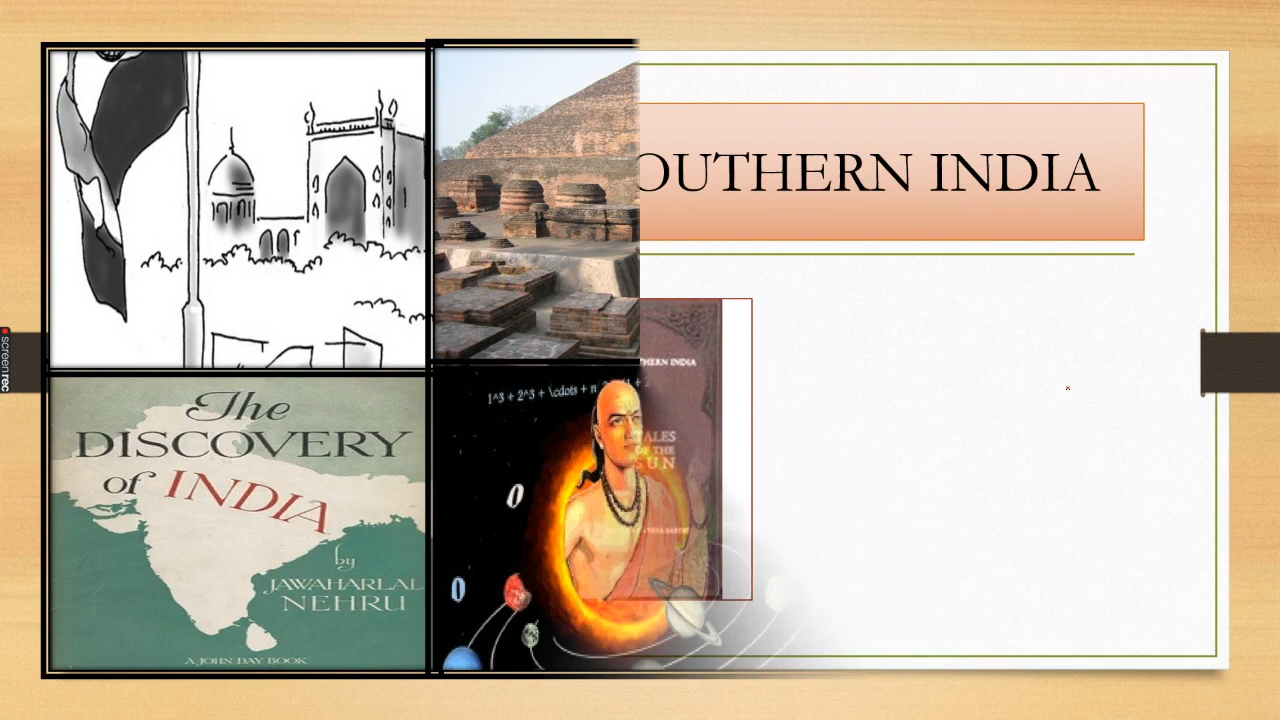 OUTHERN INDIA
THERN INDIA
1^3 + 2^3 + \cdots + n
TALES
OF THE
SUN
0
0
The
DISCOVERY
of INDIA
by
JAWAHARLAL
NEHRU
A JOHN DAY BOOK
screenrec